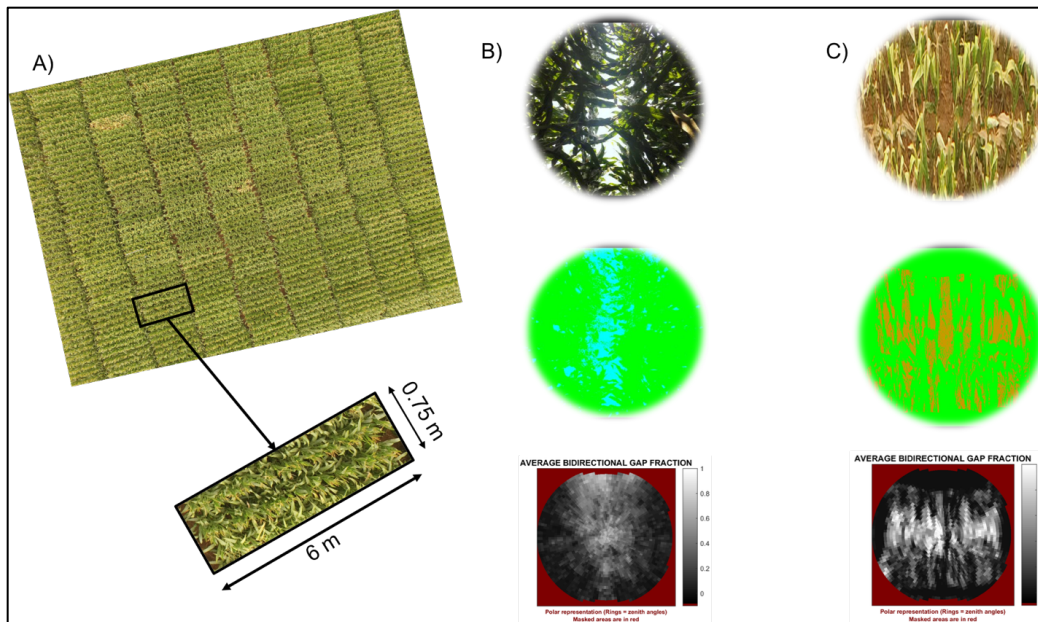 A)
B)
C)
0.75 m
6 m
AVERAGE BIDIRECTIONAL GAP FRACTION
1
0.8
0.6
0.4
0.2
0
Polar representation (Rings = zenith angles)
Masked areas are in red
AVERAGE BIDIRECTIONAL GAP FRACTION
Polar representation (Rings = zenith angles)
Masked areas are in red